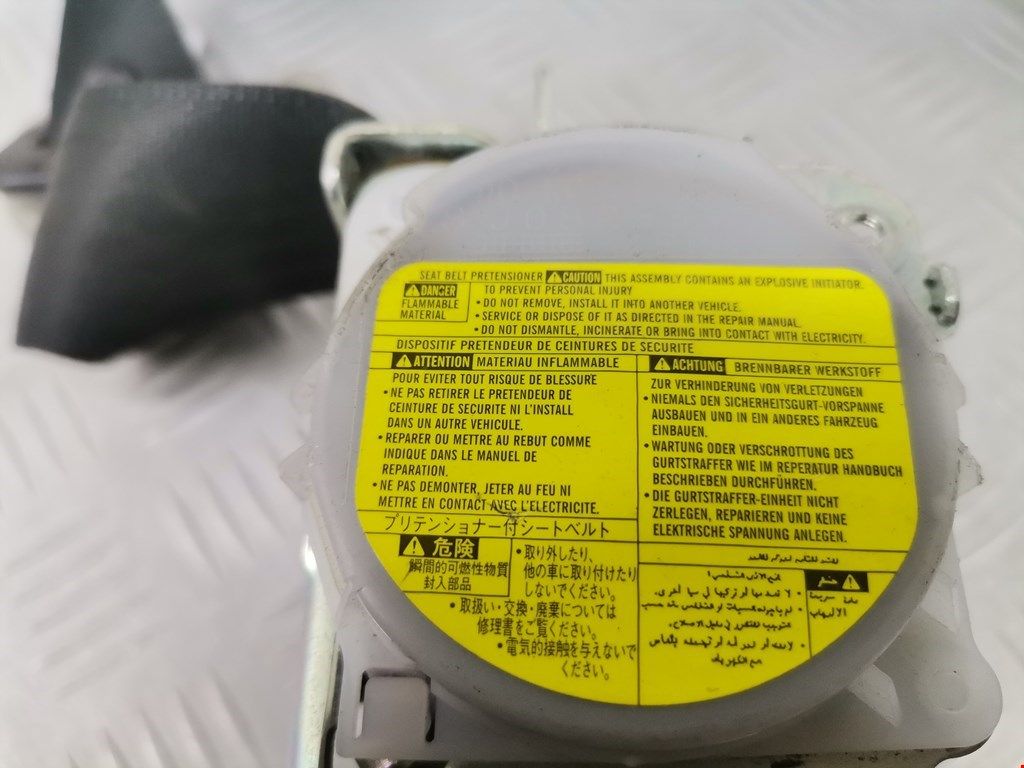 SEAT BELT PRETENSIONER CAUTION THIS ASSEMBLY CONTAINS AN EXPLOSIVE INITIATOR.
DANGER
FLAMMABLE
MATERIAL
TO PREVENT PERSONAL INJURY
• DO NOT REMOVE, INSTALL IT INTO ANOTHER VEHICLE.
• SERVICE OR DISPOSE OF IT AS DIRECTED IN THE REPAIR MANUAL.
• DO NOT DISMANTLE, INCINERATE OR BRING INTO CONTACT WITH ELECTRICITY.
DISPOSITIF PRETENDEUR DE CEINTURES DE SECURITE
ATTENTION MATERIAU INFLAMMABLE
POUR EVITER TOUT RISQUE DE BLESSURE
• NE PAS RETIRER LE PRETENDEUR DE
CEINTURE DE SECURITE NI L'INSTALL
DANS UN AUTRE VEHICULE.
• REPARER OU METTRE AU REBUT COMME
INDIQUE DANS LE MANUEL DE
REPARATION.
• NE PAS DEMONTER, JETER AU FEU NI
METTRE EN CONTACT AVEC L'ELECTRICITE.
ACHTUNG BRENNBARER WERKSTOFF
ZUR VERHINDERUNG VON VERLETZUNGEN
• NIEMALS DEN SICHERHEITSGURT-VORSPANNE
AUSBAUEN UND IN EIN ANDERES FAHRZEUG
EINBAUEN.
• WARTUNG ODER VERSCHROTTUNG DES
GURTSTRAFFER WIE IM REPERATUR HANDBUCH
BESCHRIEBEN DURCHFÜHREN.
• DIE GURTSTRAFFER-EINHEIT NICHT
ZERLEGEN, REPARIEREN UND KEINE
ELEKTRISCHE SPANNUNG ANLEGEN.
プリテンショナー付シートベルト
危険
瞬間的可燃性物質
封入部品
• 取り外したり、
他の車に取り付けたり
しないでください。
• 取扱い・交換・廃棄については
修理書をご覧ください。
• 電気的接触を与えないで
ください。
خطر
مادة سريعة
الالتهاب